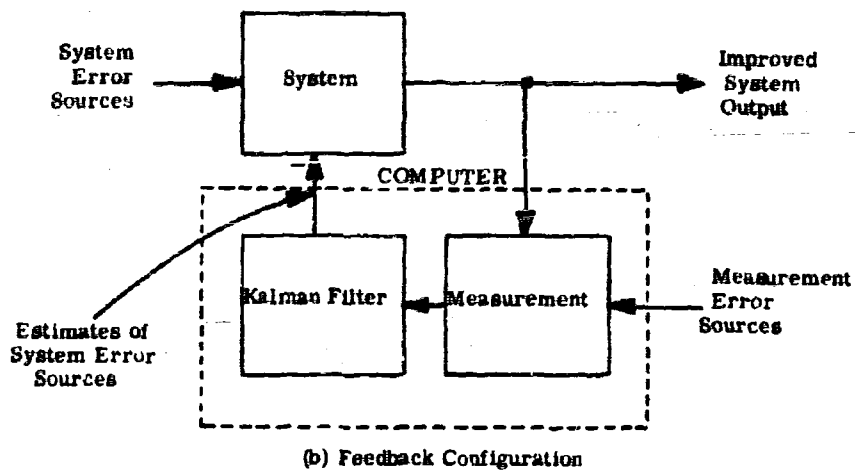 System
Error
Sources
System
Improved
System
Output
COMPUTER
Kalman Filter
Measurement
Measurement
Error
Sources
Estimates of
System Error
Sources
(b) Feedback Configuration